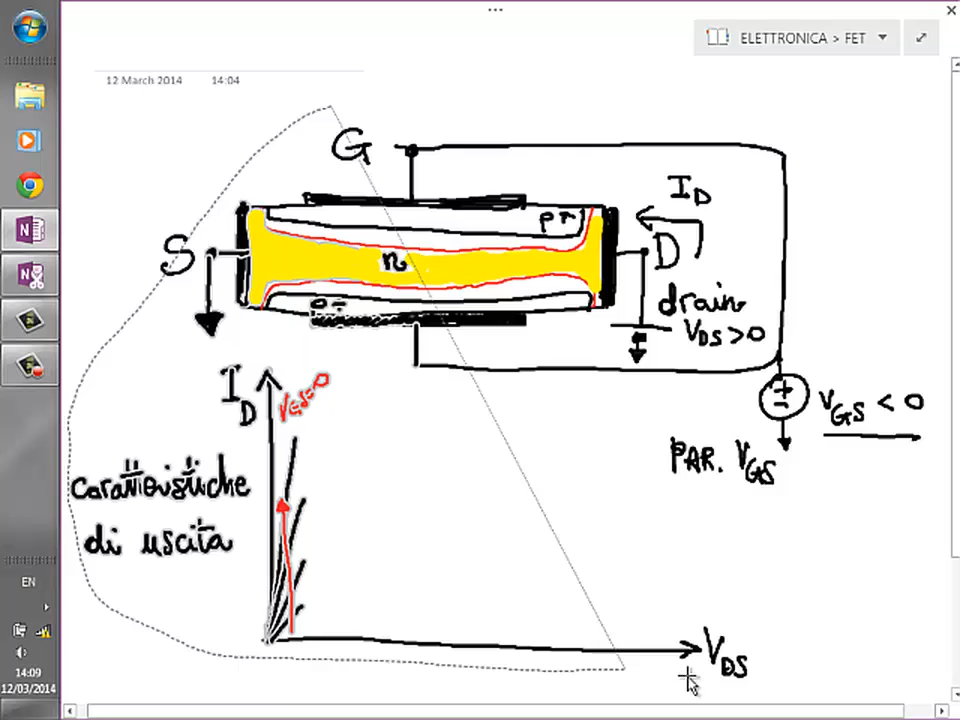 ELETTRONICA > FET
12 March 2014 14:04
G
I_D
p+
S
n
D
p+
drain
V_DS>0
I_D
V_GS=0
V_GS < 0
PAR. V_GS
caratteristiche
di uscita
EN
V_DS
14:09
12/03/2014